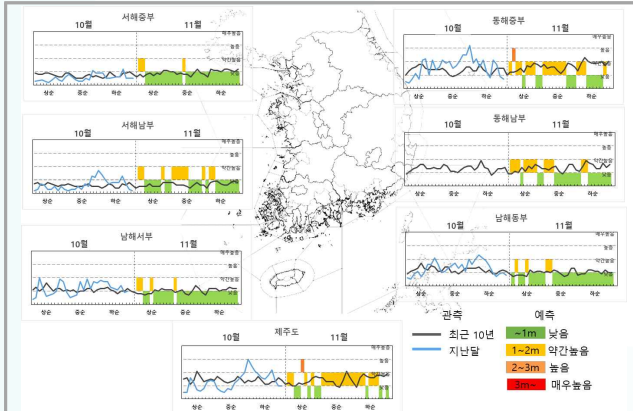 서해중부
10월 11월
매우높음
높음
약간높음
낮음
상순 중순 하순 상순 중순 하순
동해중부
10월 11월
매우높음
높음
약간높음
낮음
상순 중순 하순 상순 중순 하순
서해남부
10월 11월
매우높음
높음
약간높음
낮음
상순 중순 하순 상순 중순 하순
동해남부
10월 11월
매우높음
높음
약간높음
낮음
상순 중순 하순 상순 중순 하순
남해서부
10월 11월
매우높음
높음
약간높음
낮음
상순 중순 하순 상순 중순 하순
남해동부
10월 11월
매우높음
높음
약간높음
낮음
상순 중순 하순 상순 중순 하순
제주도
10월 11월
매우높음
높음
약간높음
낮음
상순 중순 하순 상순 중순 하순
관측 예측
최근 10년 ~1m 낮음
지난달 1~2m 약간높음
2~3m 높음
3m~ 매우높음